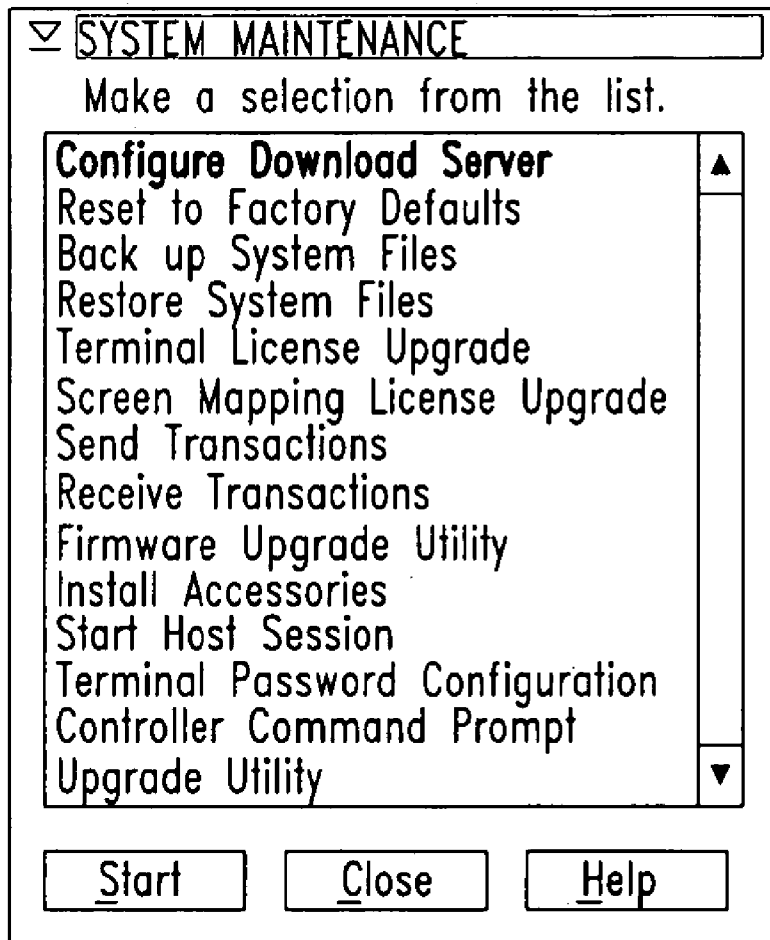 SYSTEM MAINTENANCE
Make a selection from the list.
Configure Download Server
Reset to Factory Defaults
Back up System Files
Restore System Files
Terminal License Upgrade
Screen Mapping License Upgrade
Send Transactions
Receive Transactions
Firmware Upgrade Utility
Install Accessories
Start Host Session
Terminal Password Configuration
Controller Command Prompt
Upgrade Utility
Start Close Help